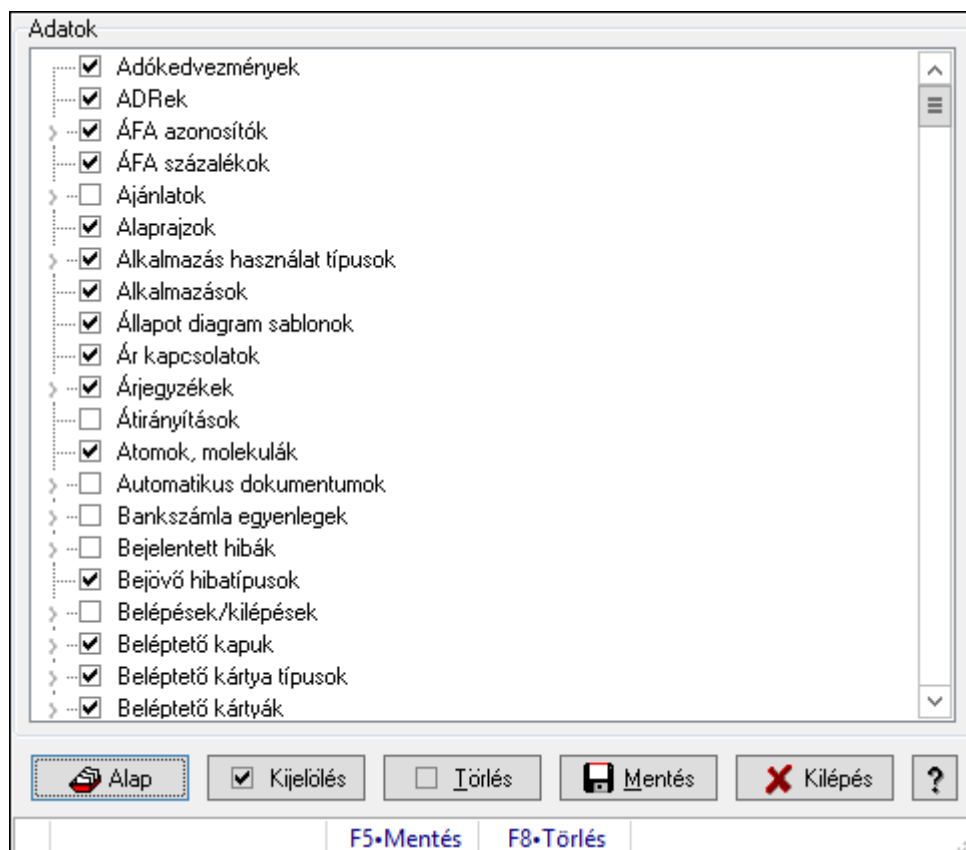 Adatok
Adókedvezmények
ADRek
ÁFA azonosítók
ÁFA százalékok
Ajánlatok
Alaprajzok
Alkalmazás használat típusok
Alkalmazások
Állapot diagram sablonok
Ár kapcsolatok
Árjegyzékek
Átirányítások
Atomok, molekulák
Automatikus dokumentumok
Bankszámla egyenlegek
Bejelentett hibák
Bejövő hibatípusok
Belépések/kilépések
Beléptető kapuk
Beléptető kártya típusok
Beléptető kártyák
Alap Kijelölés Törlés Mentés Kilépés ?
F5•Mentés F8•Törlés